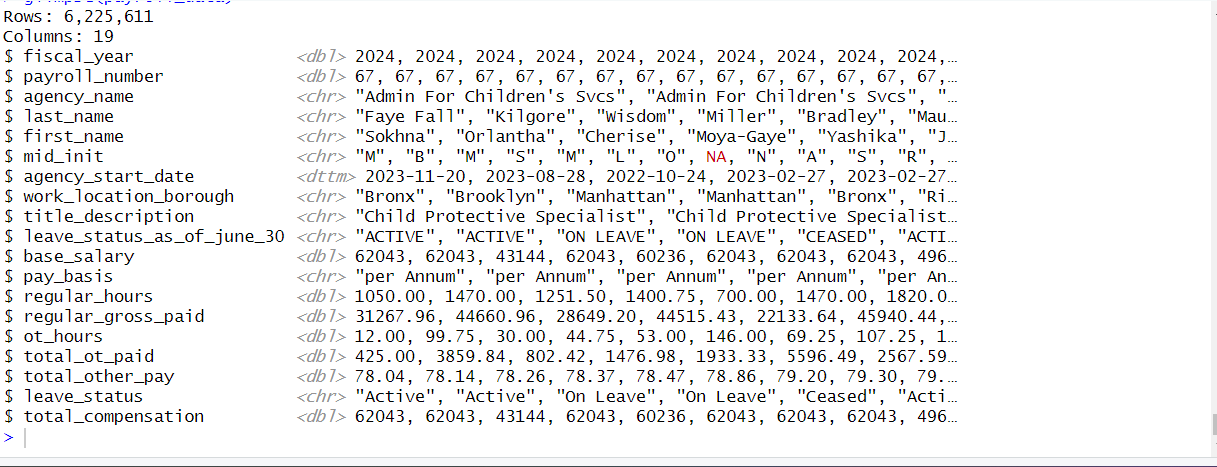 Rows: 6,225,611
Columns: 19
$ fiscal_year <dbl> 2024, 2024, 2024, 2024, 2024, 2024, 2024, 2024, 2024,…
$ payroll_number <dbl> 67, 67, 67, 67, 67, 67, 67, 67, 67, 67, 67, 67, 67, 67, 67,…
$ agency_name <chr> "Admin For Children's Svcs", "Admin For Children's Svcs", "…
$ last_name <chr> "Faye Fall", "Kilgore", "Wisdom", "Miller", "Bradley", "Mau…
$ first_name <chr> "Sokhna", "Orlantha", "Cherise", "Moya-Gaye", "Yashika", "J…
$ mid_init <chr> "M", "B", "M", "S", "M", "L", "O", NA, "N", "A", "S", "R", …
$ agency_start_date <dttm> 2023-11-20, 2023-08-28, 2022-10-24, 2023-02-27, 2023-02-27…
$ work_location_borough <chr> "Bronx", "Brooklyn", "Manhattan", "Manhattan", "Bronx", "Ri…
$ title_description <chr> "Child Protective Specialist", "Child Protective Specialist…
$ leave_status_as_of_june_30 <chr> "ACTIVE", "ACTIVE", "ON LEAVE", "ON LEAVE", "CEASED", "ACTI…
$ base_salary <dbl> 62043, 62043, 43144, 62043, 60236, 62043, 62043, 62043, 496…
$ pay_basis <chr> "per Annum", "per Annum", "per Annum", "per Annum", "per An…
$ regular_hours <dbl> 1050.00, 1470.00, 1251.50, 1400.75, 700.00, 1470.00, 1820.0…
$ regular_gross_paid <dbl> 31267.96, 44660.96, 28649.20, 44515.43, 22133.64, 45940.44,…
$ ot_hours <dbl> 12.00, 99.75, 30.00, 44.75, 53.00, 146.00, 69.25, 107.25, 1…
$ total_ot_paid <dbl> 425.00, 3859.84, 802.42, 1476.98, 1933.33, 5596.49, 2567.59…
$ total_other_pay <dbl> 78.04, 78.14, 78.26, 78.37, 78.47, 78.86, 79.20, 79.30, 79.…
$ leave_status <chr> "Active", "Active", "On Leave", "On Leave", "Ceased", "Acti…
$ total_compensation <dbl> 62043, 62043, 43144, 62043, 60236, 62043, 62043, 62043, 496…
>